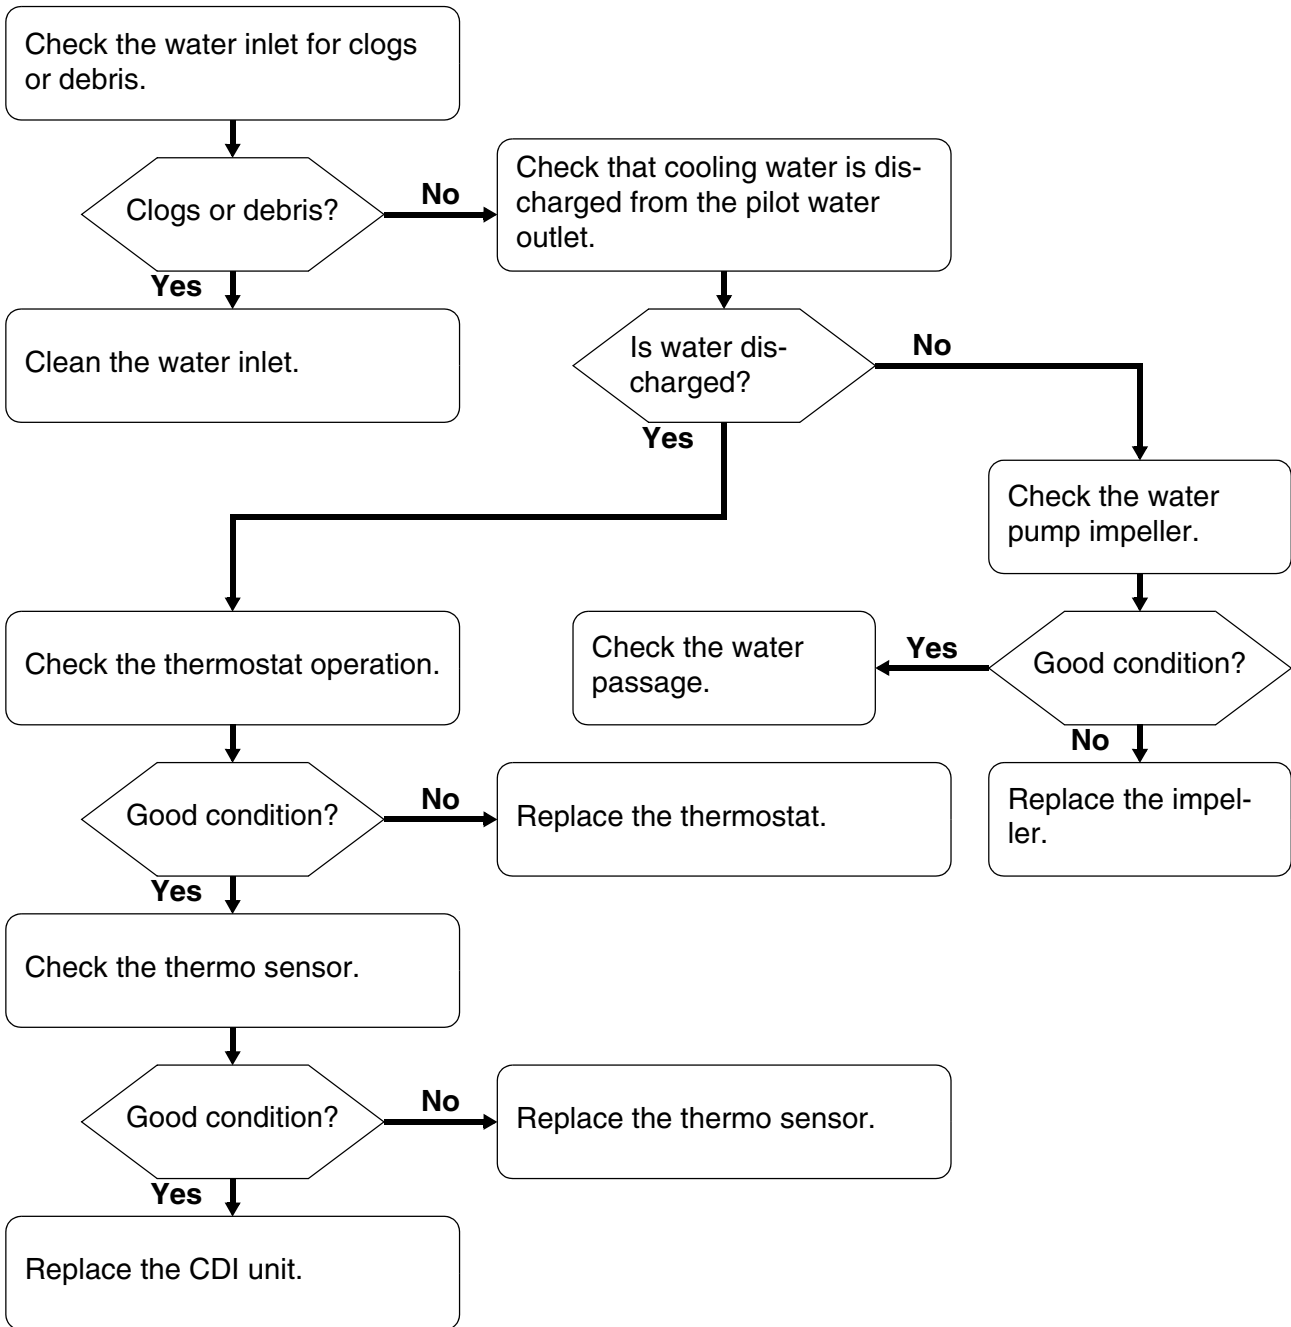 Check the water inlet for clogs
or debris.
Clogs or debris?
No
Check that cooling water is dis-
charged from the pilot water
outlet.
Yes
Clean the water inlet.
Is water dis-
charged?
No
Yes
Check the water
pump impeller.
Check the thermostat operation.
Check the water
passage.
Yes
Good condition?
No
Good condition?
No
Replace the thermostat.
Replace the impel-
ler.
Yes
Check the thermo sensor.
Good condition?
No
Replace the thermo sensor.
Yes
Replace the CDI unit.